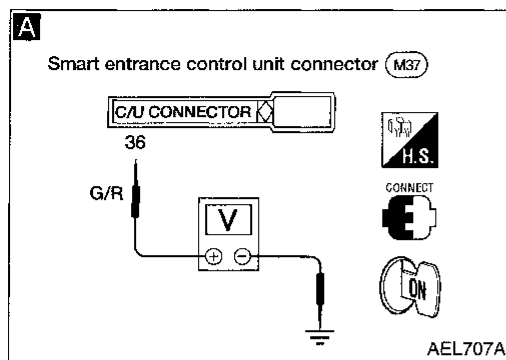 A
Smart entrance control unit connector M37
C/U CONNECTOR
36
H.S.
G/R
CONNECT
V
+ −
ON
AEL707A